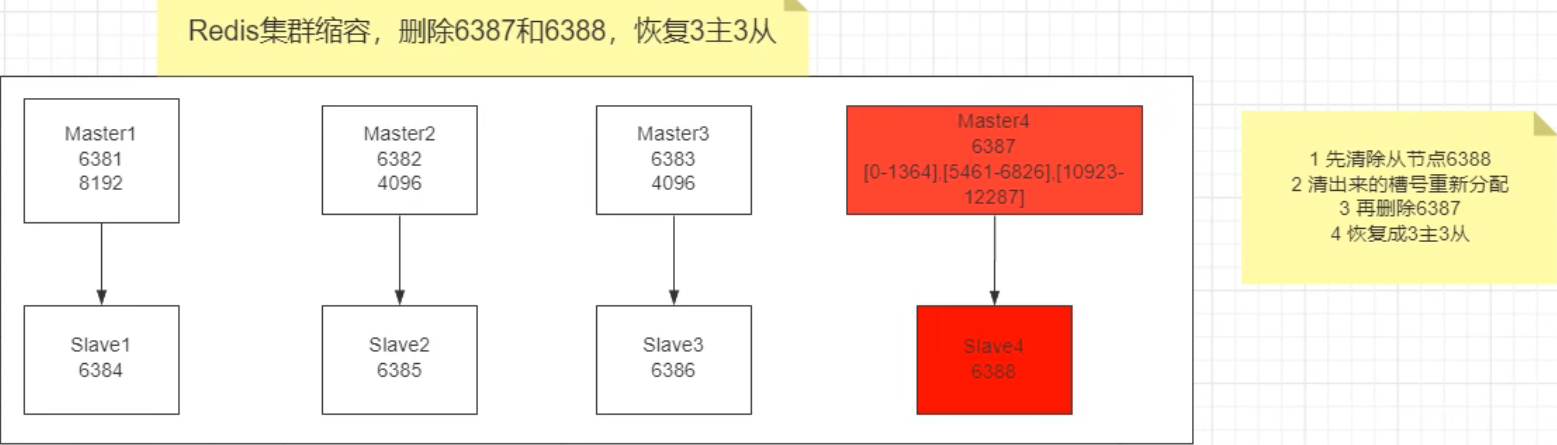 Redis集群缩容，删除6387和6388，恢复3主3从
Master1
6381
8192
Master2
6382
4096
Master3
6383
4096
Master4
6387
[0-1364],[5461-6826],[10923-
12287]
Slave1
6384
Slave2
6385
Slave3
6386
Slave4
6388
1 先清除从节点6388
2 清出来的槽号重新分配
3 再删除6387
4 恢复成3主3从